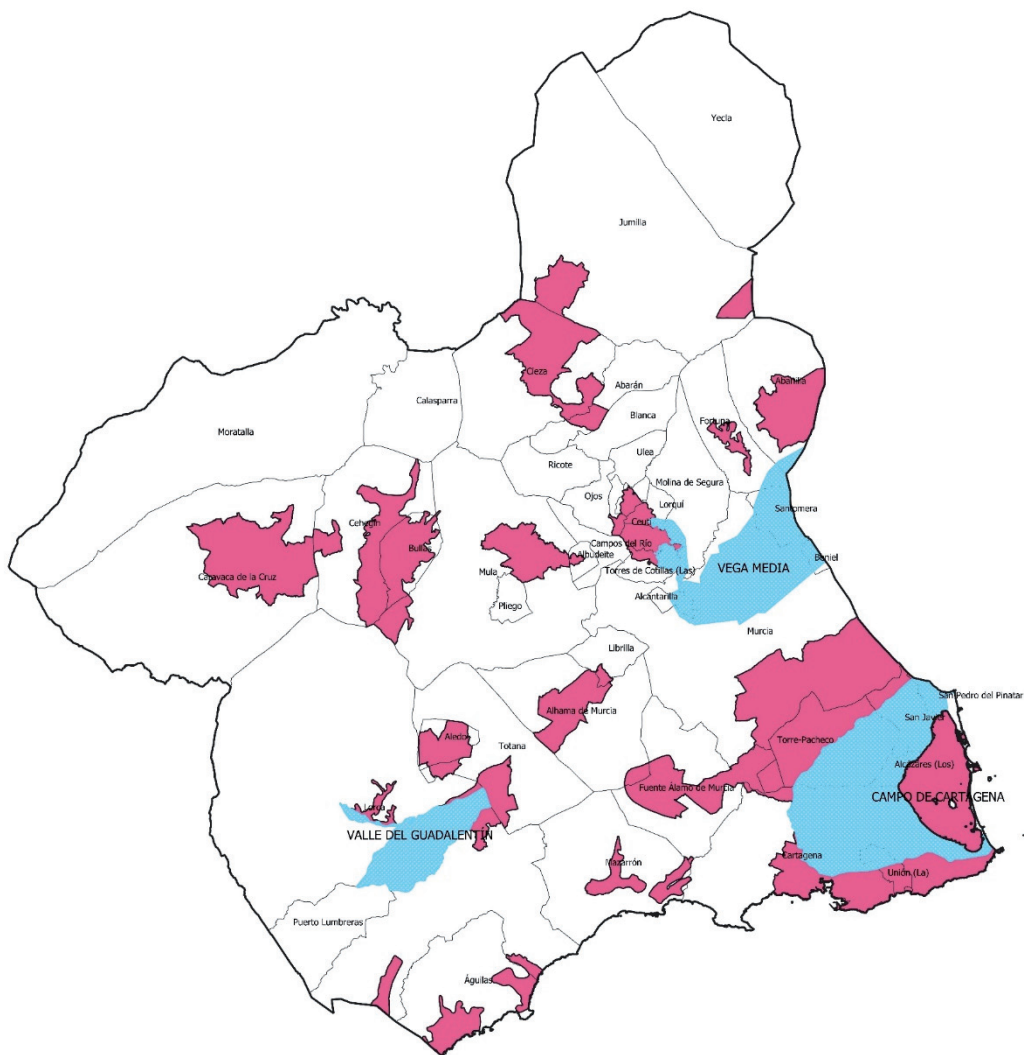 Yecla
Jumilla
Cieza
Abarán
Abanilla
Calasparra
Blanca
Fortuna
Moratalla
Ulea
Ricote
Molina de Segura
Ojos
Lorquí
Santomera
Cehegín
Ceutí
Bullas
Campos del Río
Albudeite
Beniel
Mula
Torres de Cotillas (Las)
VEGA MEDIA
Caravaca de la Cruz
Pliego
Alcantarilla
Murcia
Librilla
San Pedro del Pinatar
Alhama de Murcia
San Javier
Aledo
Totana
Torre-Pacheco
Alcázares (Los)
Fuente Álamo de Murcia
CAMPO DE CARTAGENA
Lorca
VALLE DEL GUADALENTÍN
Mazarrón
Cartagena
Unión (La)
Puerto Lumbreras
Águilas